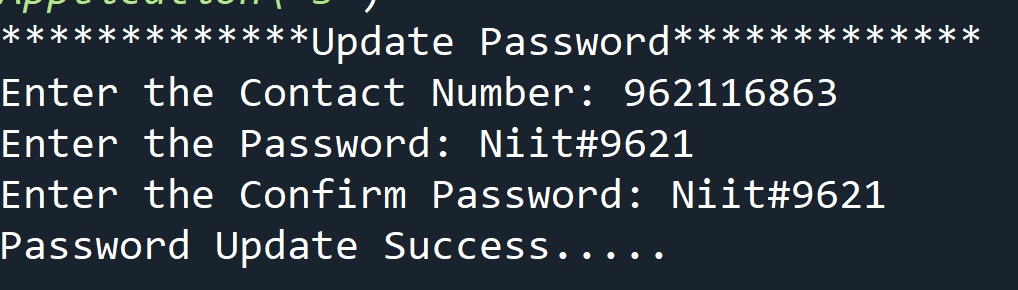 *************Update Password*************
Enter the Contact Number: 962116863
Enter the Password: Niit#9621
Enter the Confirm Password: Niit#9621
Password Update Success.....